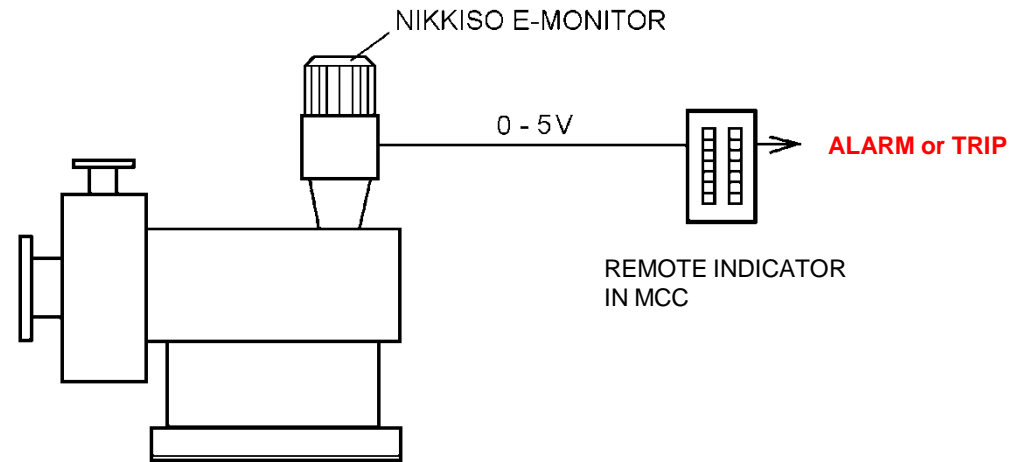 NIKKISO E-MONITOR
0 - 5V
ALARM or TRIP
REMOTE INDICATOR
IN MCC